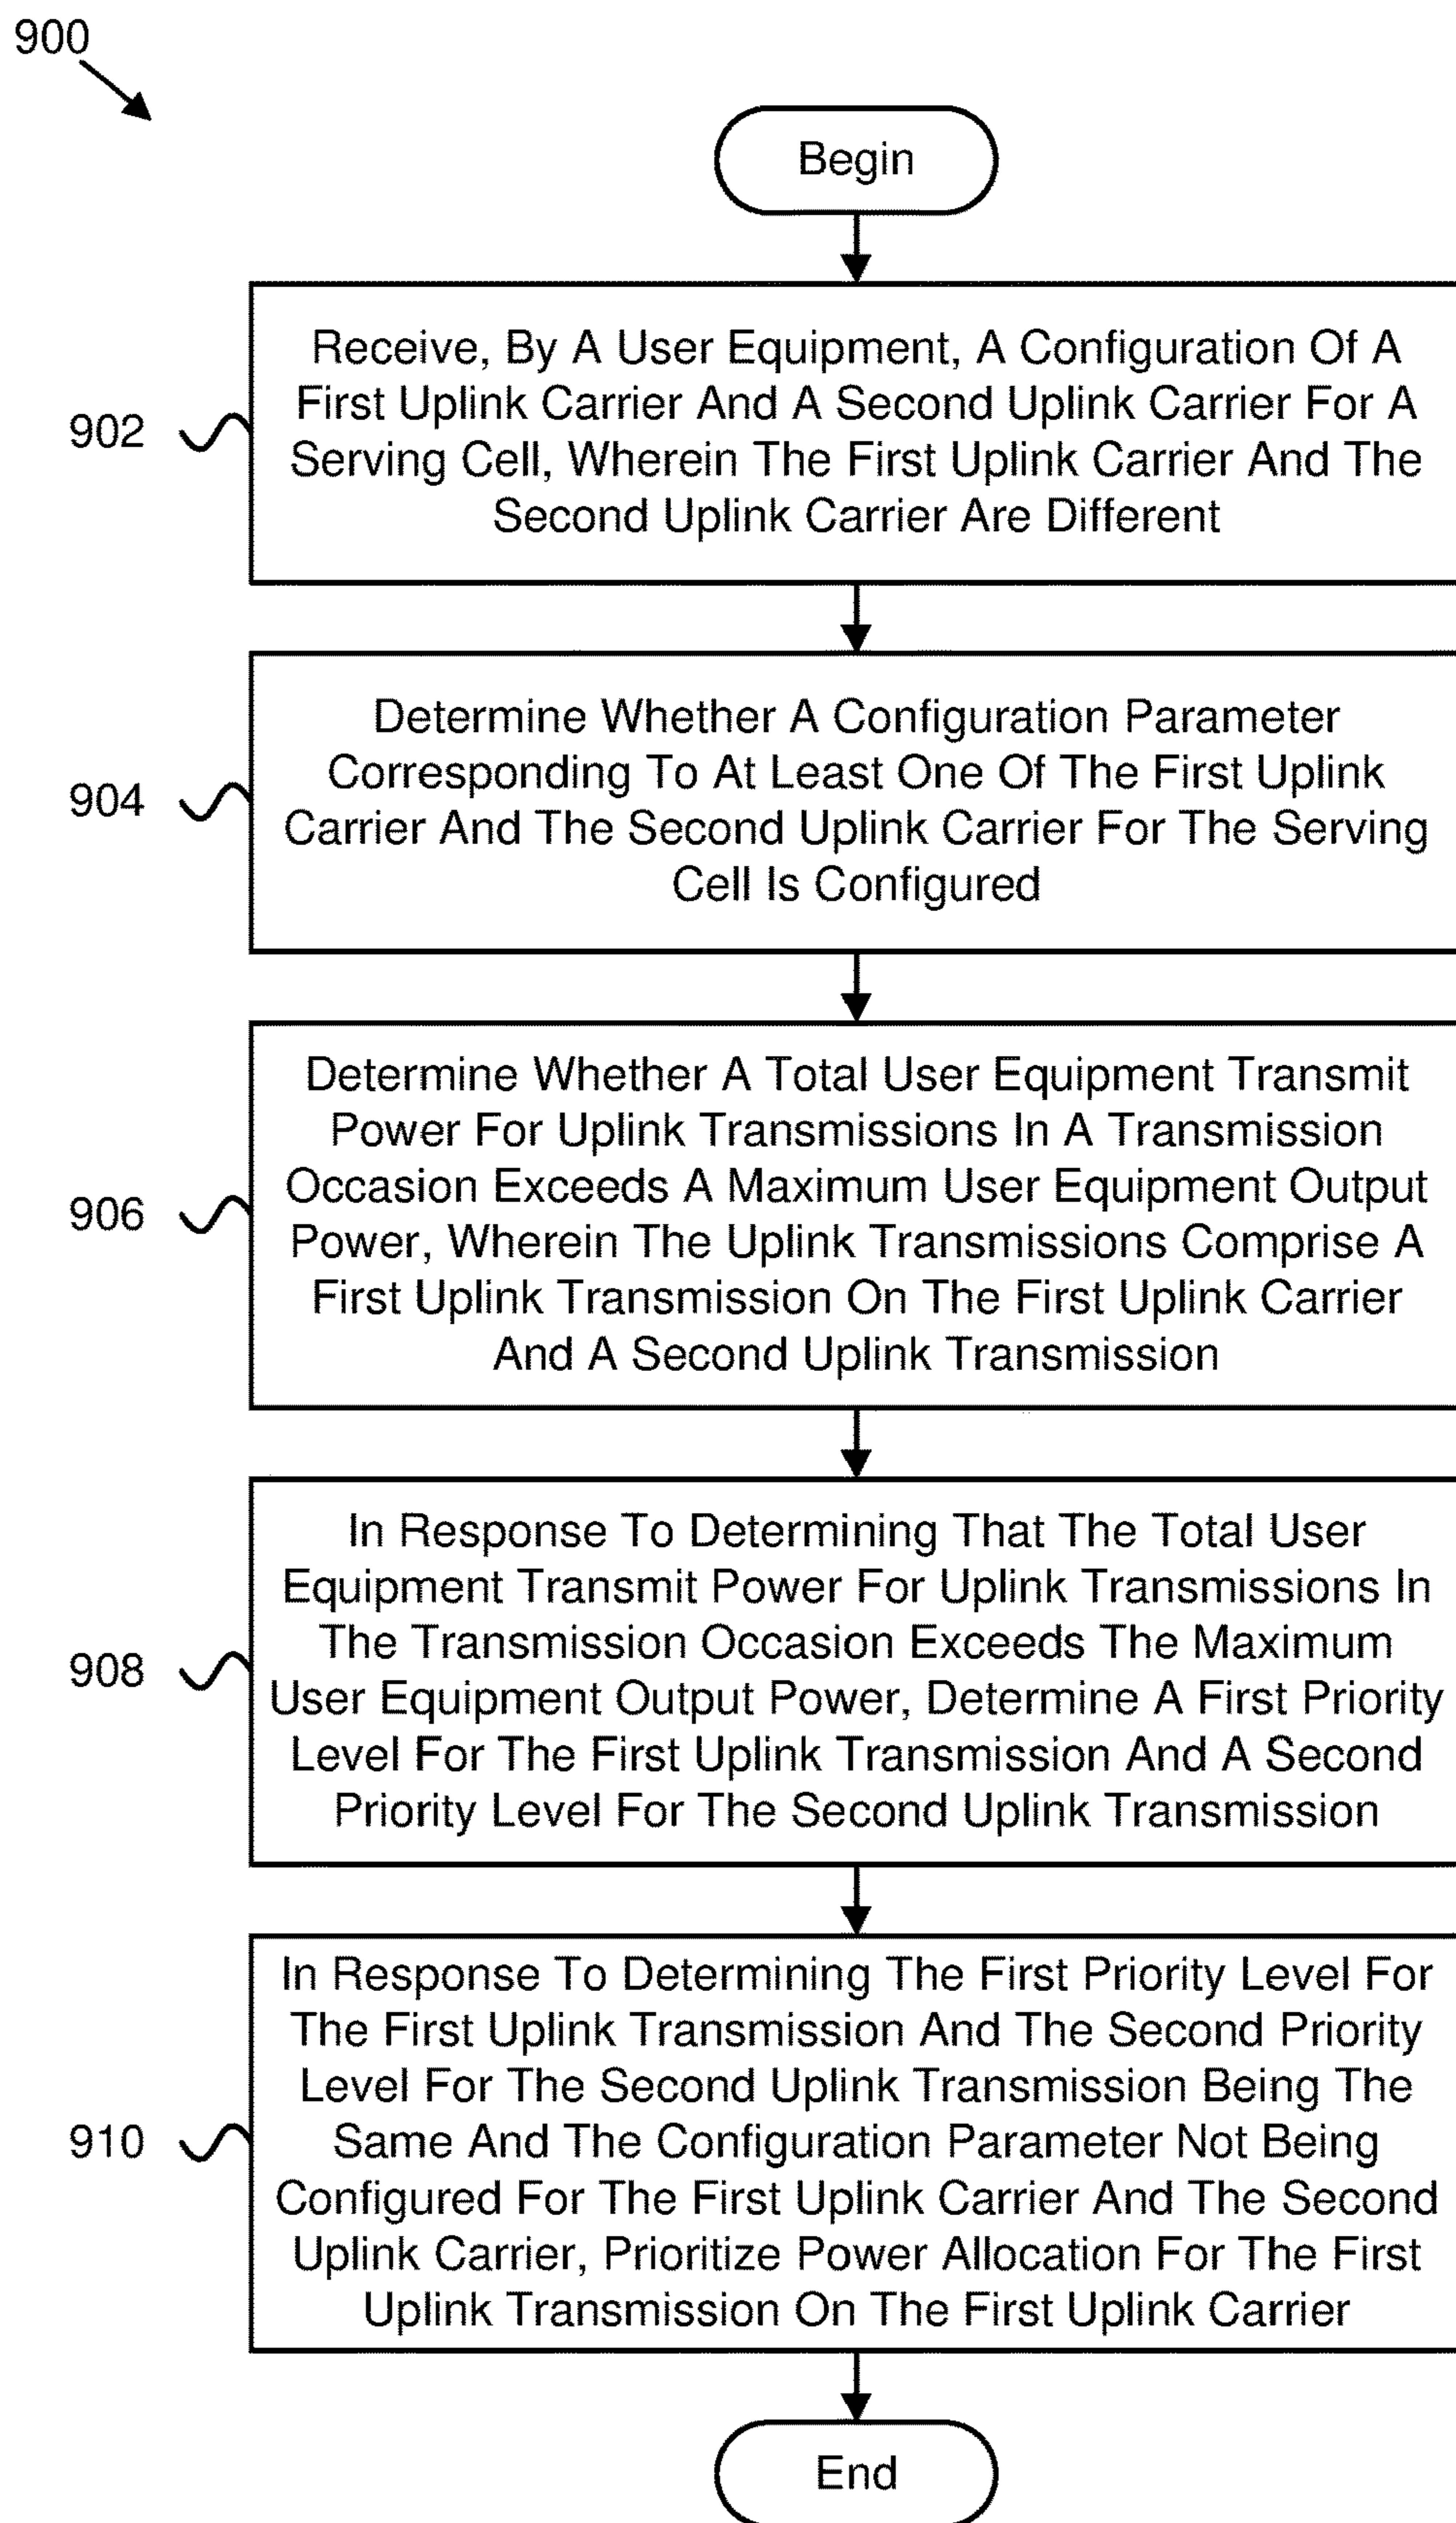 900
Begin
902
Receive, By A User Equipment, A Configuration Of A
First Uplink Carrier And A Second Uplink Carrier For A
Serving Cell, Wherein The First Uplink Carrier And The
Second Uplink Carrier Are Different
904
Determine Whether A Configuration Parameter
Corresponding To At Least One Of The First Uplink
Carrier And The Second Uplink Carrier For The Serving
Cell Is Configured
906
Determine Whether A Total User Equipment Transmit
Power For Uplink Transmissions In A Transmission
Occasion Exceeds A Maximum User Equipment Output
Power, Wherein The Uplink Transmissions Comprise A
First Uplink Transmission On The First Uplink Carrier
And A Second Uplink Transmission
908
In Response To Determining That The Total User
Equipment Transmit Power For Uplink Transmissions In
The Transmission Occasion Exceeds The Maximum
User Equipment Output Power, Determine A First Priority
Level For The First Uplink Transmission And A Second
Priority Level For The Second Uplink Transmission
910
In Response To Determining The First Priority Level For
The First Uplink Transmission And The Second Priority
Level For The Second Uplink Transmission Being The
Same And The Configuration Parameter Not Being
Configured For The First Uplink Carrier And The Second
Uplink Carrier, Prioritize Power Allocation For The First
Uplink Transmission On The First Uplink Carrier
End